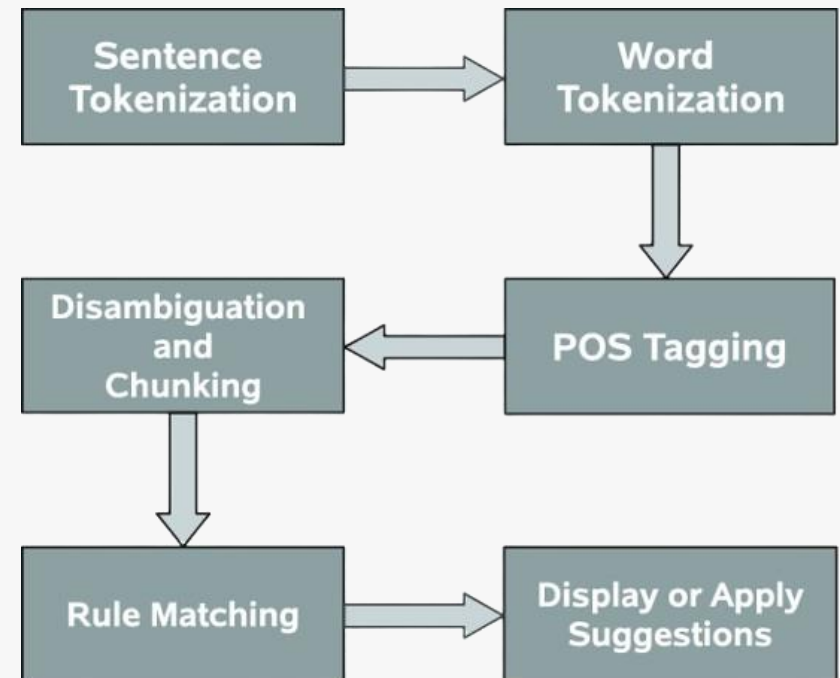 Sentence
Tokenization
Word
Tokenization
POS Tagging
Disambiguation
and
Chunking
Rule Matching
Display or Apply
Suggestions